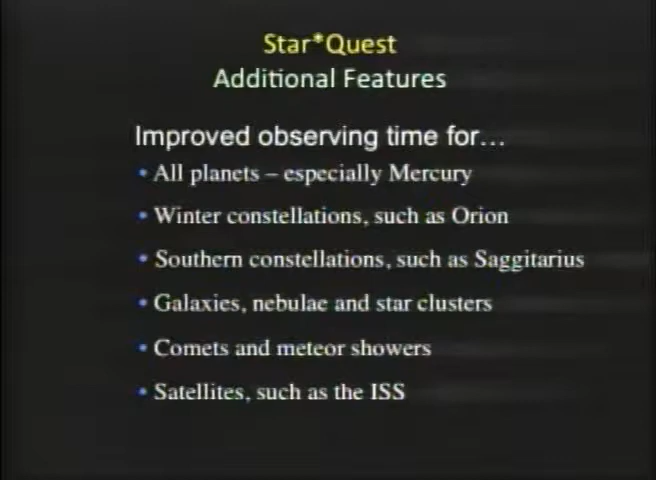 Star*Quest
Additional Features
Improved observing time for…
• All planets – especially Mercury
• Winter constellations, such as Orion
• Southern constellations, such as Saggitarius
• Galaxies, nebulae and star clusters
• Comets and meteor showers
• Satellites, such as the ISS